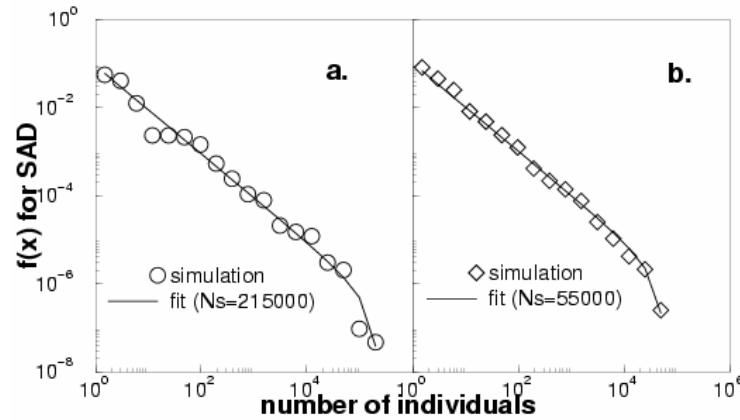 10^0
10^-2
10^-4
10^-6
10^-8
f(x) for SAD
a.
simulation
fit (Ns=215000)
b.
simulation
fit (Ns=55000)
10^0
10^2
10^4
10^0
10^2
10^4
10^6
number of individuals